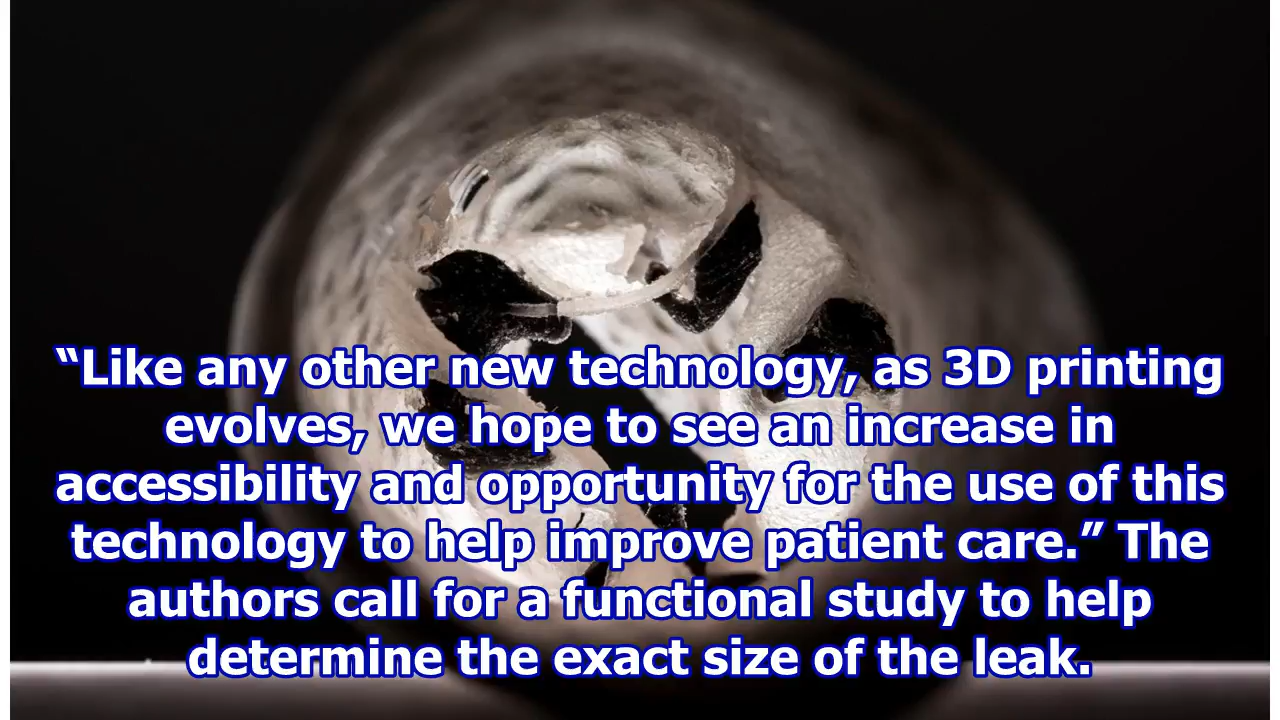 “Like any other new technology, as 3D printing
evolves, we hope to see an increase in
accessibility and opportunity for the use of this
technology to help improve patient care.” The
authors call for a functional study to help
determine the exact size of the leak.